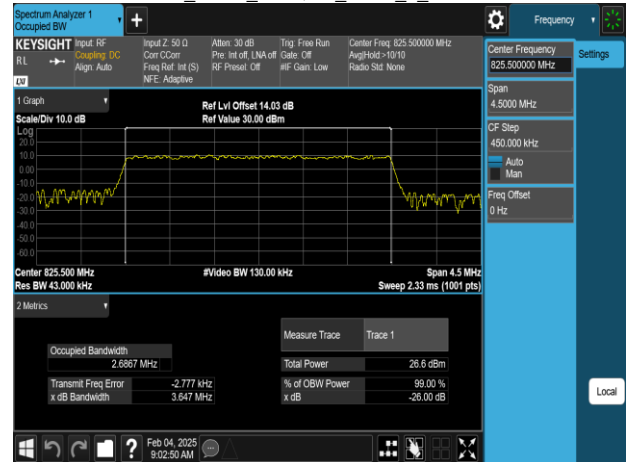 Spectrum Analyzer 1
Occupied BW
Frequency
KEYSIGHT
Input: RF
Input Z: 50 Ω
Atten: 30 dB
Trig: Free Run
Center Freq: 825.500000 MHz
RL
Coupling: DC
Corr CCorr
Pre: Int off, LNA off
Gate: Off
Avg|Hold:>10/10
Align: Auto
Freq Ref: Int (S)
RF Presel: Off
#IF Gain: Low
Radio Std: None
NFE: Adaptive
LXI
Center Frequency
825.500000 MHz
Settings
Span
4.5000 MHz
CF Step
450.000 kHz
Auto
Man
Freq Offset
0 Hz
Local
1 Graph
Ref Lvl Offset 14.03 dB
Scale/Div 10.0 dB
Ref Value 30.00 dBm
Log
20.0
10.0
0.00
-10.0
-20.0
-30.0
-40.0
-50.0
-60.0
Center 825.500 MHz
#Video BW 130.00 kHz
Span 4.5 MHz
Res BW 43.000 kHz
Sweep 2.33 ms (1001 pts)
2 Metrics
Measure Trace
Trace 1
Occupied Bandwidth
2.6867 MHz
Total Power
26.6 dBm
Transmit Freq Error
-2.777 kHz
% of OBW Power
99.00 %
x dB Bandwidth
3.647 MHz
x dB
-26.00 dB
?
Feb 04, 2025
9:02:50 AM